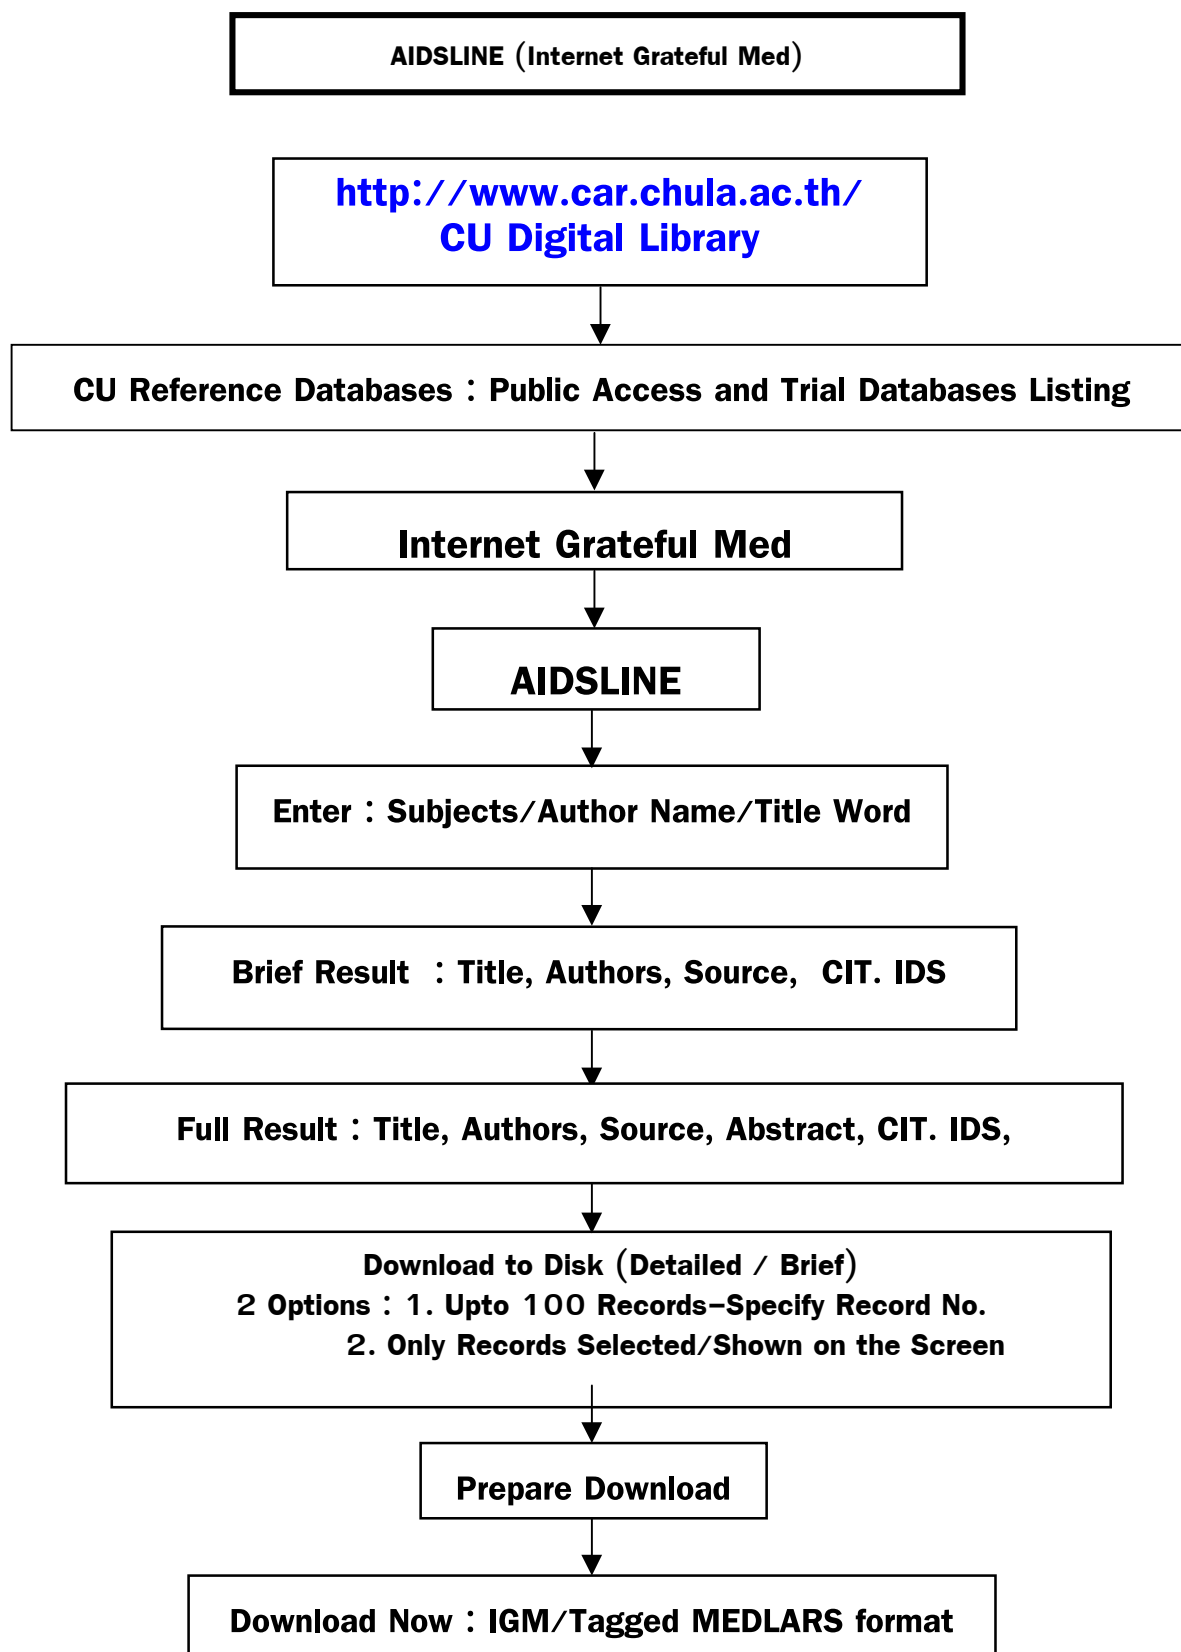 AIDSLINE (Internet Grateful Med)
http://www.car.chula.ac.th/
CU Digital Library
CU Reference Databases : Public Access and Trial Databases Listing
Internet Grateful Med
AIDSLINE
Enter : Subjects/Author Name/Title Word
Brief Result : Title, Authors, Source, CIT. IDS
Full Result : Title, Authors, Source, Abstract, CIT. IDS,
Download to Disk (Detailed / Brief)
2 Options : 1. Upto 100 Records-Specify Record No.
2. Only Records Selected/Shown on the Screen
Prepare Download
Download Now : IGM/Tagged MEDLARS format